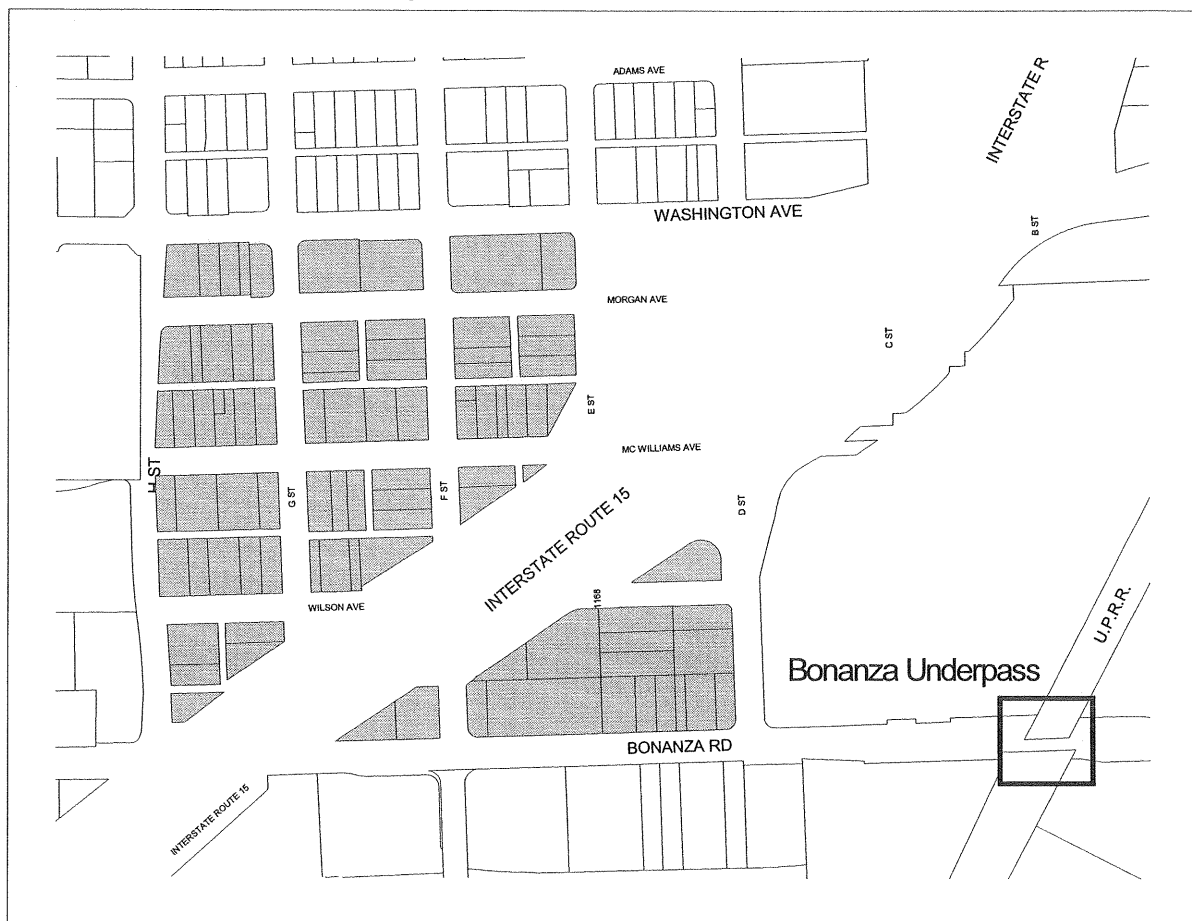 ADAMS AVE
INTERSTATE R
WASHINGTON AVE
B ST
MORGAN AVE
C ST
E ST
MC WILLIAMS AVE
H ST
G ST
F ST
INTERSTATE ROUTE 15
D ST
1168
WILSON AVE
U.P.R.R.
Bonanza Underpass
BONANZA RD
INTERSTATE ROUTE 15